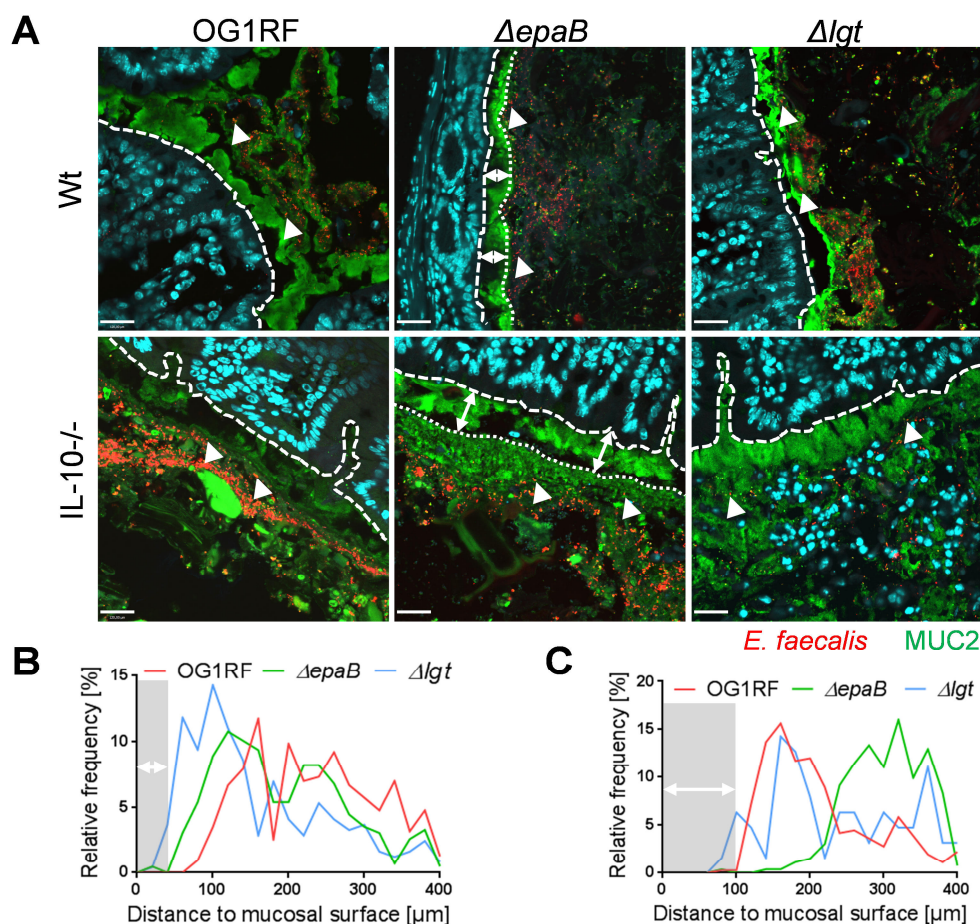 A
OG1RF
ΔepaB
Δlgt
Wt
IL-10-/-
E. faecalis MUC2
B
OG1RF ΔepaB Δlgt
Relative frequency [%]
15
10
5
0
0 100 200 300 400
Distance to mucosal surface [µm]
C
OG1RF ΔepaB Δlgt
Relative frequency [%]
20
15
10
5
0
0 100 200 300 400
Distance to mucosal surface [µm]